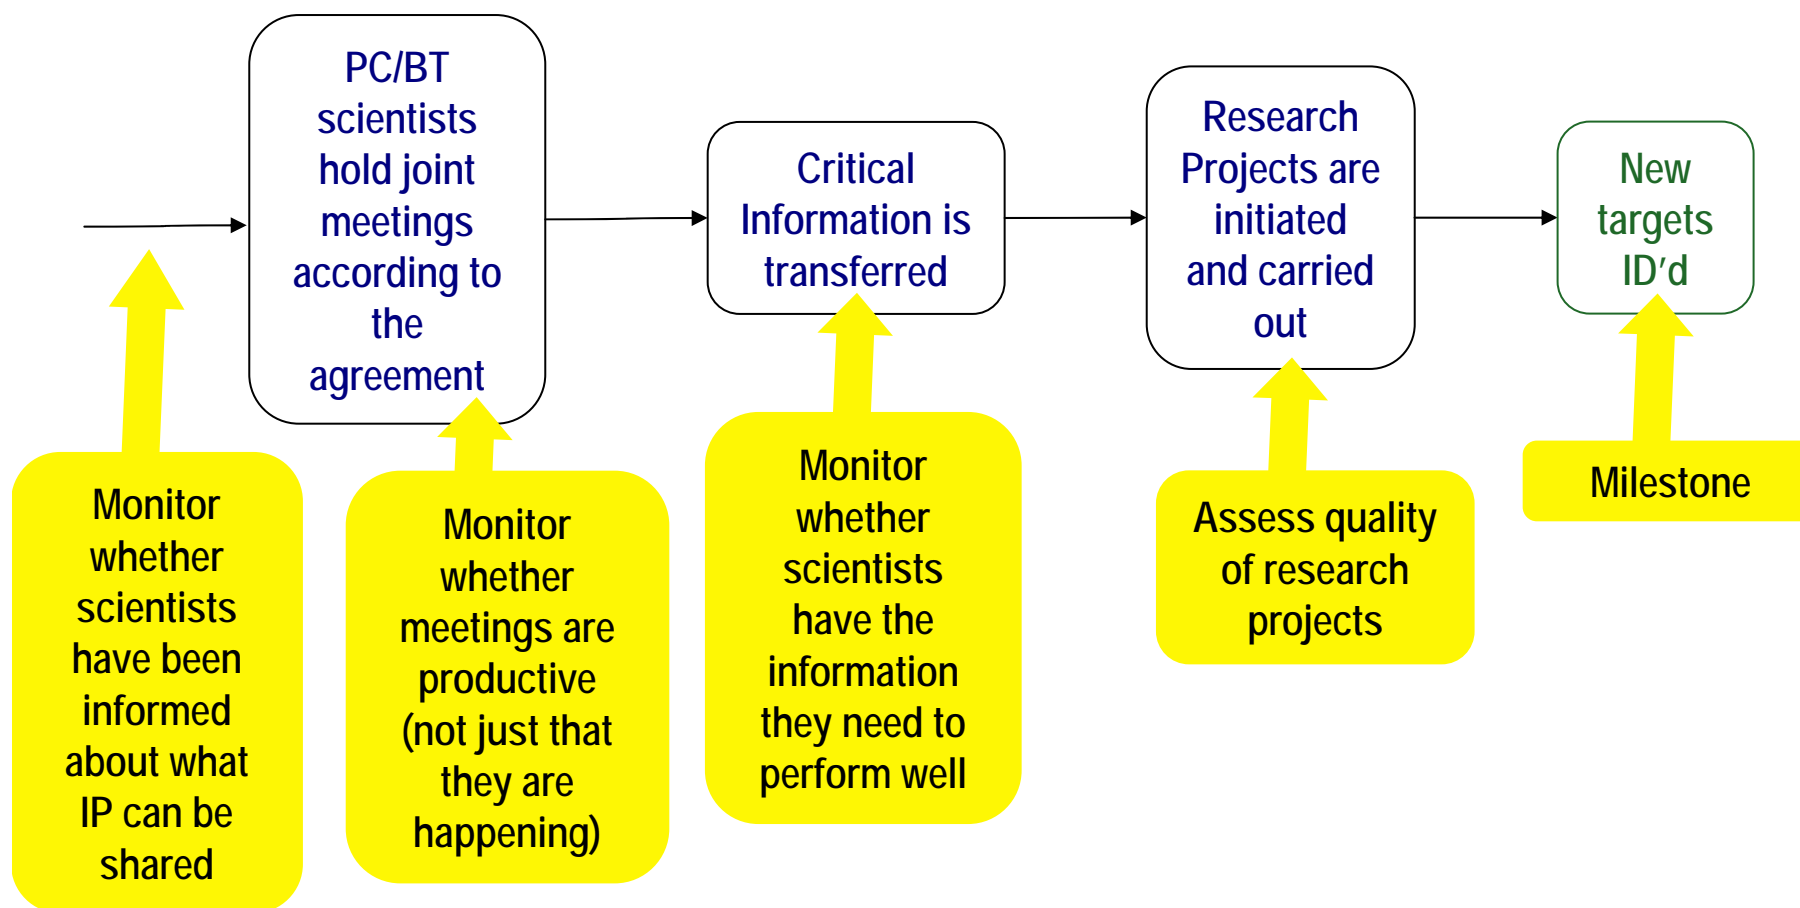 PC/BT
scientists
hold joint
meetings
according to
the
agreement
Critical
Information is
transferred
Research
Projects are
initiated
and carried
out
New
targets
ID'd
Monitor
whether
scientists
have been
informed
about what
IP can be
shared
Monitor
whether
meetings are
productive
(not just that
they are
happening)
Monitor
whether
scientists
have the
information
they need to
perform well
Assess quality
of research
projects
Milestone